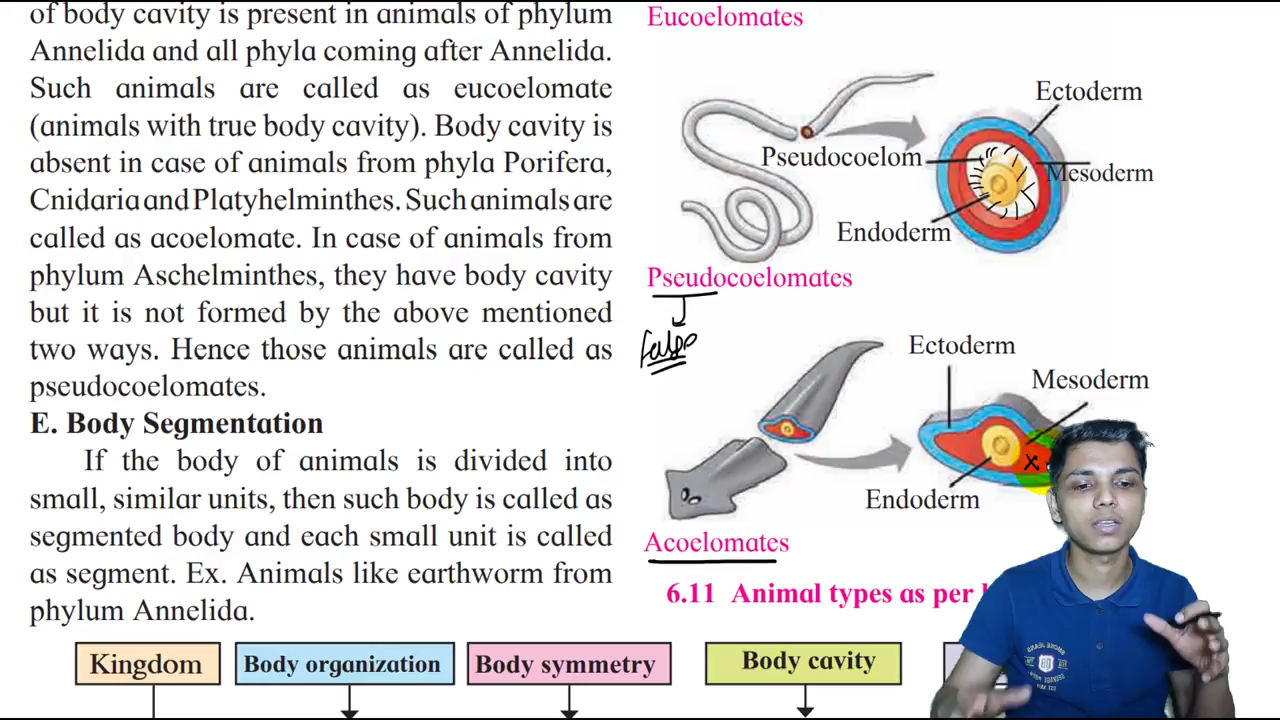 of body cavity is present in animals of phylum
Annelida and all phyla coming after Annelida.
Such animals are called as eucoelomate
(animals with true body cavity). Body cavity is
absent in case of animals from phyla Porifera,
Cnidaria and Platyhelminthes. Such animals are
called as acoelomate. In case of animals from
phylum Aschelminthes, they have body cavity
but it is not formed by the above mentioned
two ways. Hence those animals are called as
pseudocoelomates.
E. Body Segmentation
If the body of animals is divided into
small, similar units, then such body is called as
segmented body and each small unit is called
as segment. Ex. Animals like earthworm from
phylum Annelida.
Eucoelomates
Ectoderm
Pseudocoelom
Mesoderm
Endoderm
Pseudocoelomates
False
Ectoderm
Mesoderm
Endoderm
x
Acoelomates
6.11 Animal types as per
Kingdom
Body organization
Body symmetry
Body cavity